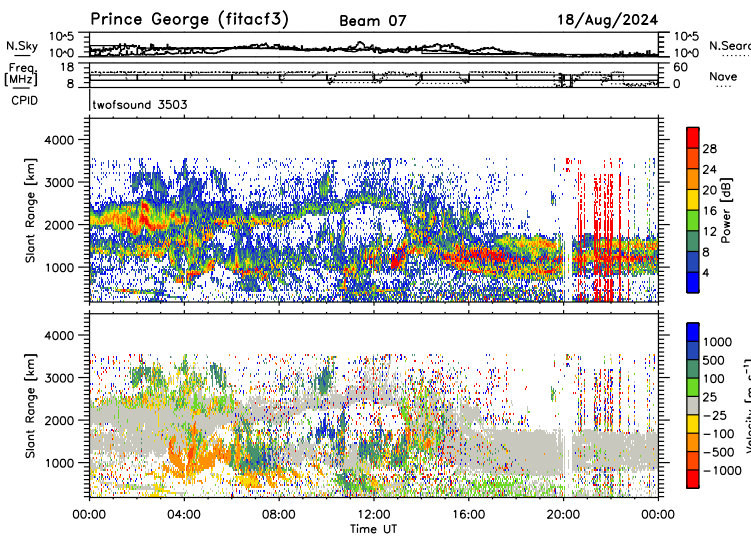 Prince George (fitacf3) Beam 07 18/Aug/2024
N.Sky 10^5 10^0 10^5 10^0 N.Sear
Freq [MHz] 18 8 60 0 Nave
CPID twofsound 3503
Slant Range [km] 4000 3000 2000 1000
Power [dB] 28 24 20 16 12 8 4
Slant Range [km] 4000 3000 2000 1000
Velocity [m s^-1] 1000 500 100 25 -25 -100 -500 -1000
00:00 04:00 08:00 12:00 16:00 20:00 00:00
Time UT